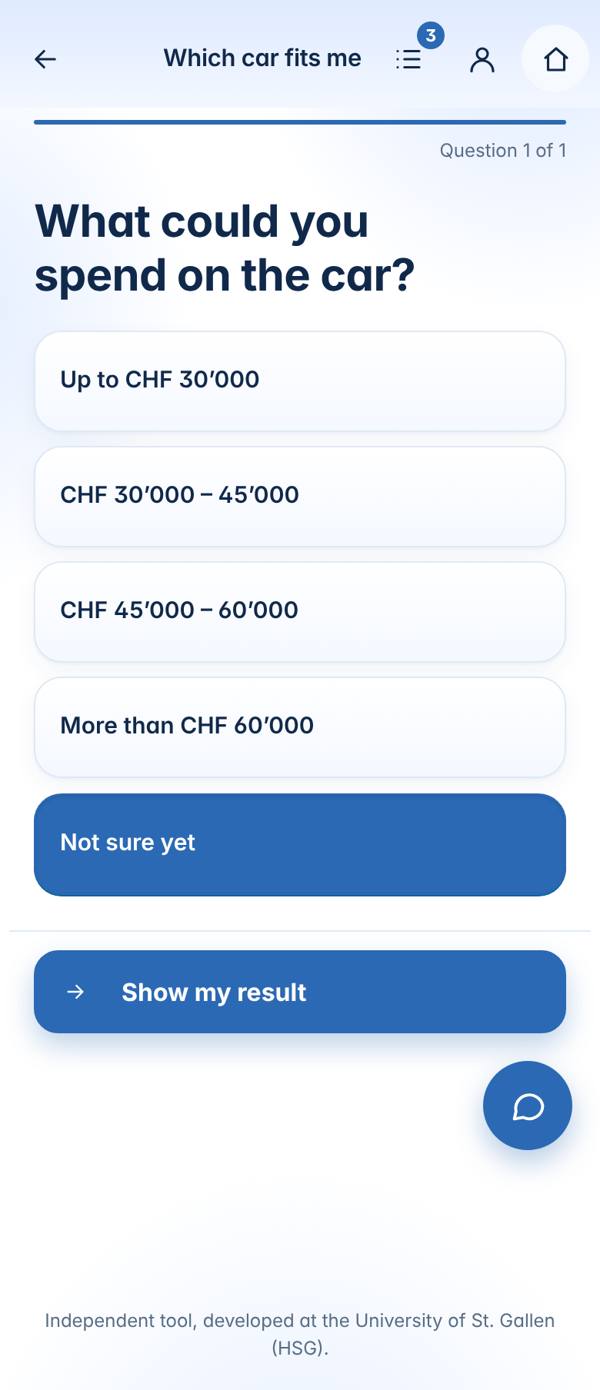 3
Which car fits me
Question 1 of 1
What could you
spend on the car?
Up to CHF 30’000
CHF 30’000 – 45’000
CHF 45’000 – 60’000
More than CHF 60’000
Not sure yet
Show my result
Independent tool, developed at the University of St. Gallen
(HSG).